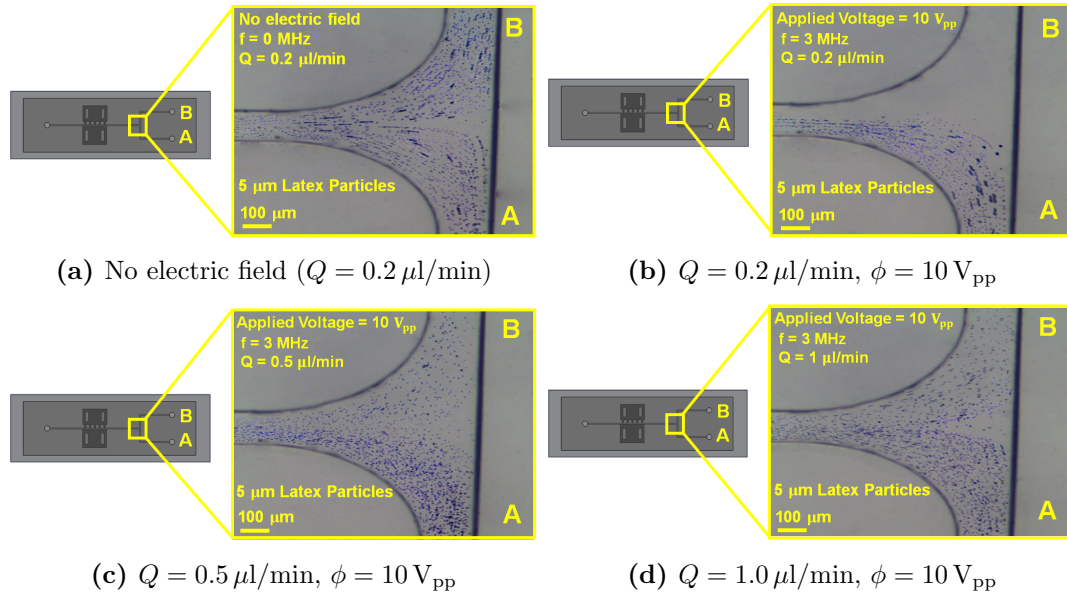 No electric field
f = 0 MHz
Q = 0.2 µl/min
B
B
A
5 µm Latex Particles
100 µm
A
(a) No electric field (Q = 0.2 µl/min)
Applied Voltage = 10 Vpp
f = 3 MHz
Q = 0.2 µl/min
B
B
A
5 µm Latex Particles
100 µm
A
(b) Q = 0.2 µl/min, ϕ = 10 Vpp
Applied Voltage = 10 Vpp
f = 3 MHz
Q = 0.5 µl/min
B
B
A
5 µm Latex Particles
100 µm
A
(c) Q = 0.5 µl/min, ϕ = 10 Vpp
Applied Voltage = 10 Vpp
f = 3 MHz
Q = 1 µl/min
B
B
A
5 µm Latex Particles
100 µm
A
(d) Q = 1.0 µl/min, ϕ = 10 Vpp